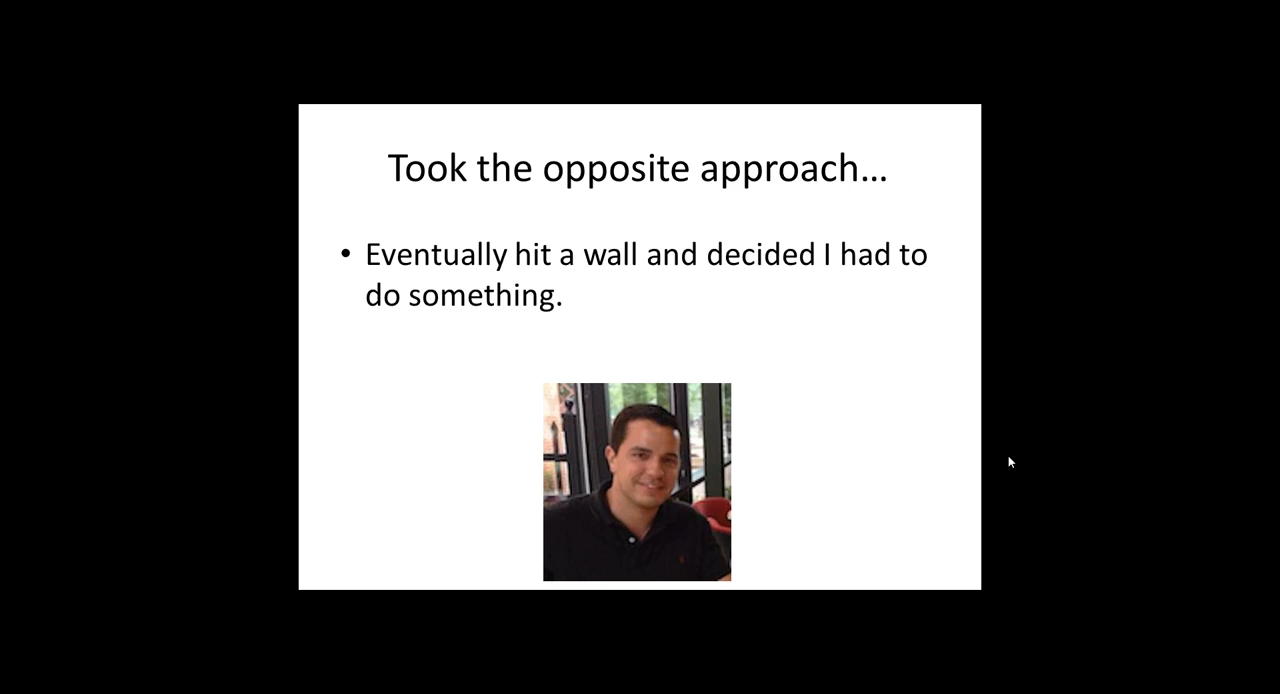 Took the opposite approach…
• Eventually hit a wall and decided I had to
do something.